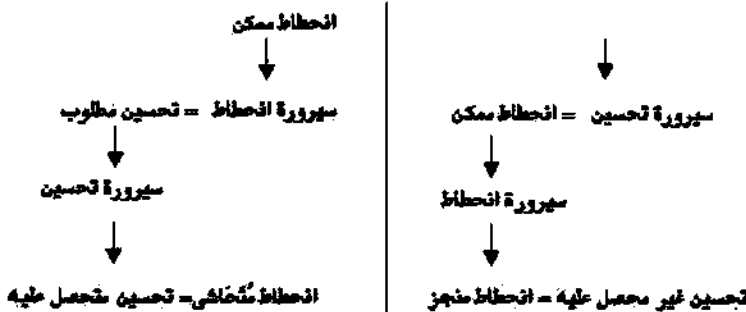 انحطاط ممكن
سيرورة تحسين = انحطاط ممكن
سيرورة انحطاط = تحسين مطلوب
سيرورة انحطاط
سيرورة تحسين
تحسين غير محصل عليه = انحطاط منجز
انحطاط مُتَحَاشى= تحسين متحصل عليه